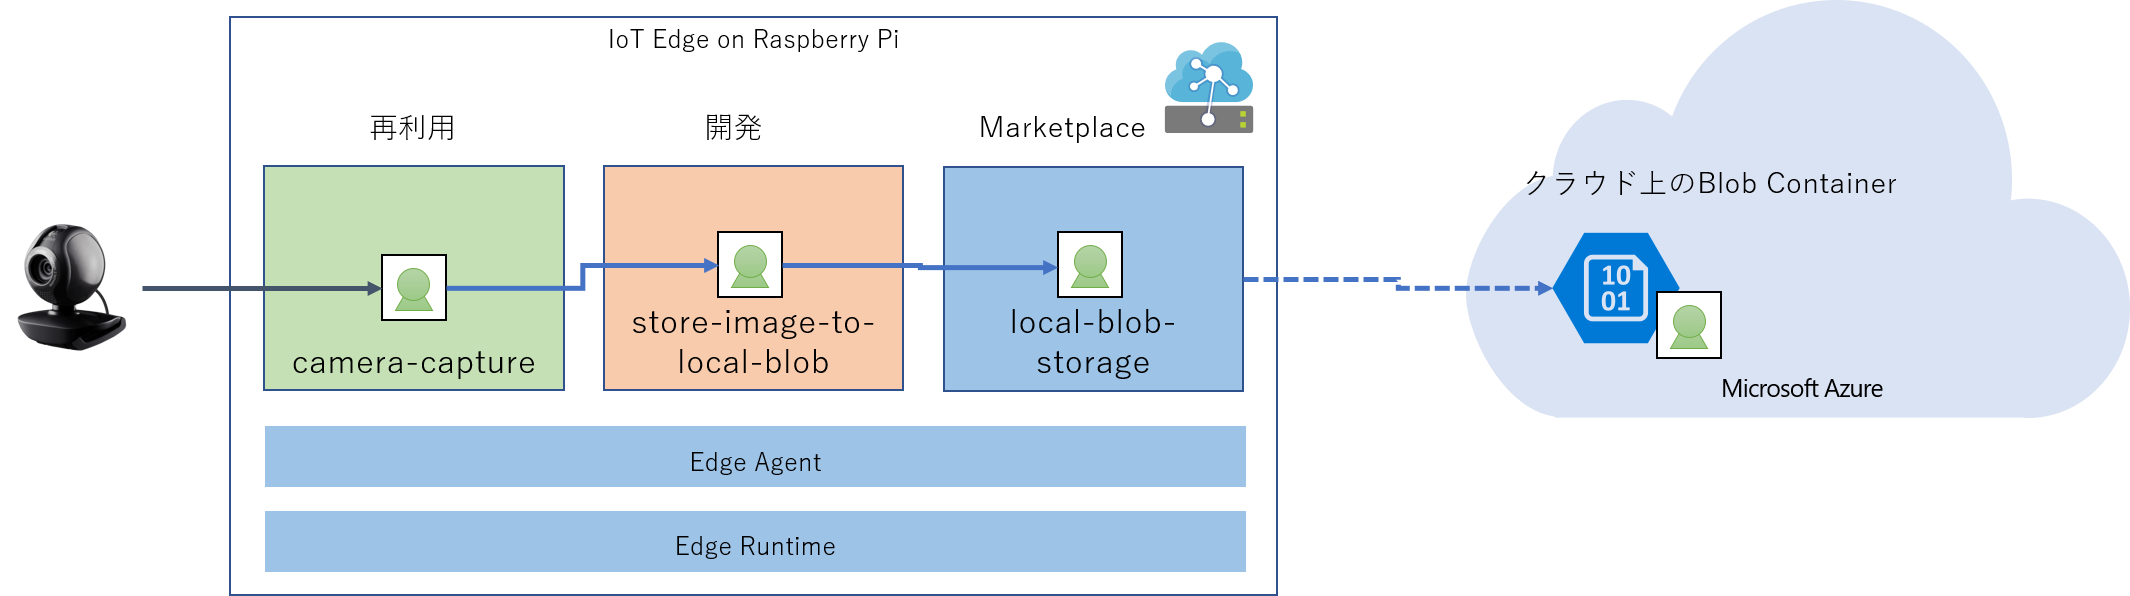 IoT Edge on Raspberry Pi
再利用
開発
Marketplace
camera-capture
store-image-to-
local-blob
local-blob-
storage
Edge Agent
Edge Runtime
クラウド上のBlob Container
10
01
Microsoft Azure